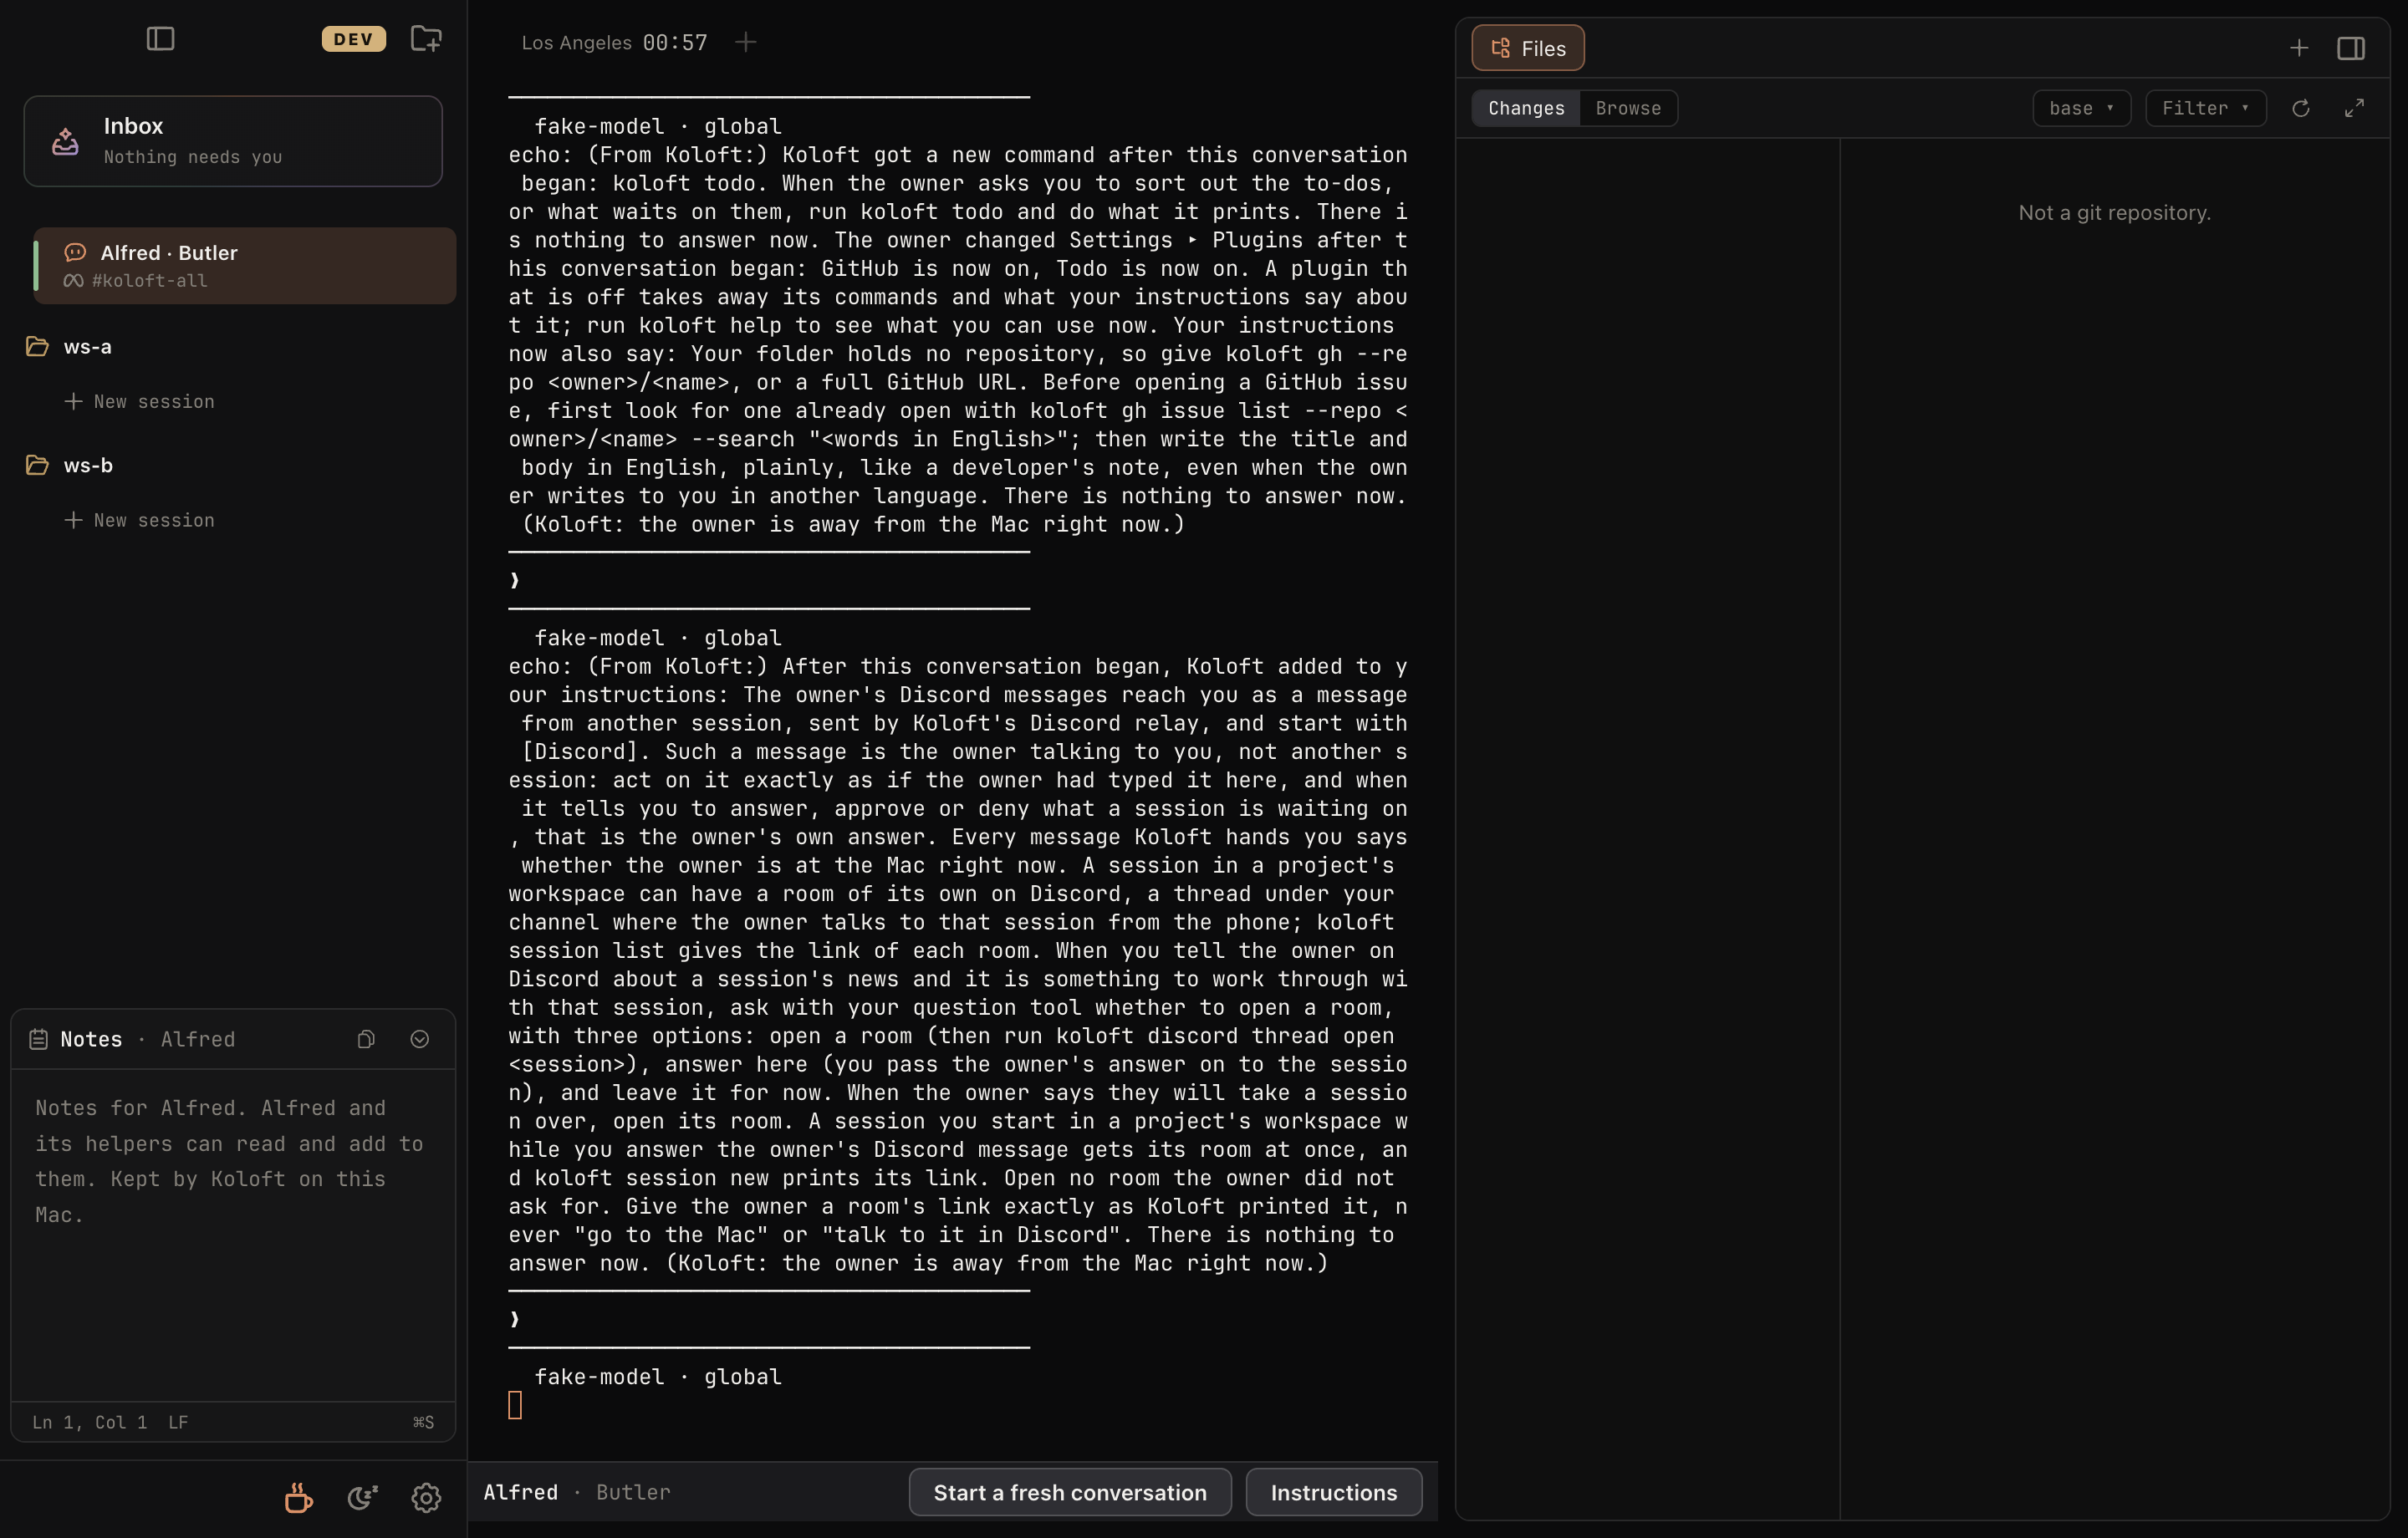 DEV
Inbox
Nothing needs you
Alfred · Butler
#koloft-all
ws-a
New session
ws-b
New session
Notes · Alfred
Notes for Alfred. Alfred and
its helpers can read and add to
them. Kept by Koloft on this
Mac.
Ln 1, Col 1 LF
⌘S
Los Angeles 00:57
fake-model · global
echo: (From Koloft:) Koloft got a new command after this conversation
began: koloft todo. When the owner asks you to sort out the to-dos,
or what waits on them, run koloft todo and do what it prints. There i
s nothing to answer now. The owner changed Settings ▸ Plugins after t
his conversation began: GitHub is now on, Todo is now on. A plugin th
at is off takes away its commands and what your instructions say abou
t it; run koloft help to see what you can use now. Your instructions
now also say: Your folder holds no repository, so give koloft gh --re
po <owner>/<name>, or a full GitHub URL. Before opening a GitHub issu
e, first look for one already open with koloft gh issue list --repo <
owner>/<name> --search "<words in English>"; then write the title and
body in English, plainly, like a developer's note, even when the own
er writes to you in another language. There is nothing to answer now.
(Koloft: the owner is away from the Mac right now.)
❯
fake-model · global
echo: (From Koloft:) After this conversation began, Koloft added to y
our instructions: The owner's Discord messages reach you as a message
from another session, sent by Koloft's Discord relay, and start with
[Discord]. Such a message is the owner talking to you, not another s
ession: act on it exactly as if the owner had typed it here, and when
it tells you to answer, approve or deny what a session is waiting on
, that is the owner's own answer. Every message Koloft hands you says
whether the owner is at the Mac right now. A session in a project's
workspace can have a room of its own on Discord, a thread under your
channel where the owner talks to that session from the phone; koloft
session list gives the link of each room. When you tell the owner on
Discord about a session's news and it is something to work through wi
th that session, ask with your question tool whether to open a room,
with three options: open a room (then run koloft discord thread open
<session>), answer here (you pass the owner's answer on to the sessio
n), and leave it for now. When the owner says they will take a sessio
n over, open its room. A session you start in a project's workspace w
hile you answer the owner's Discord message gets its room at once, an
d koloft session new prints its link. Open no room the owner did not
ask for. Give the owner a room's link exactly as Koloft printed it, n
ever "go to the Mac" or "talk to it in Discord". There is nothing to
answer now. (Koloft: the owner is away from the Mac right now.)
❯
fake-model · global
Alfred · Butler
Start a fresh conversation
Instructions
Files
Changes
Browse
base
Filter
Not a git repository.